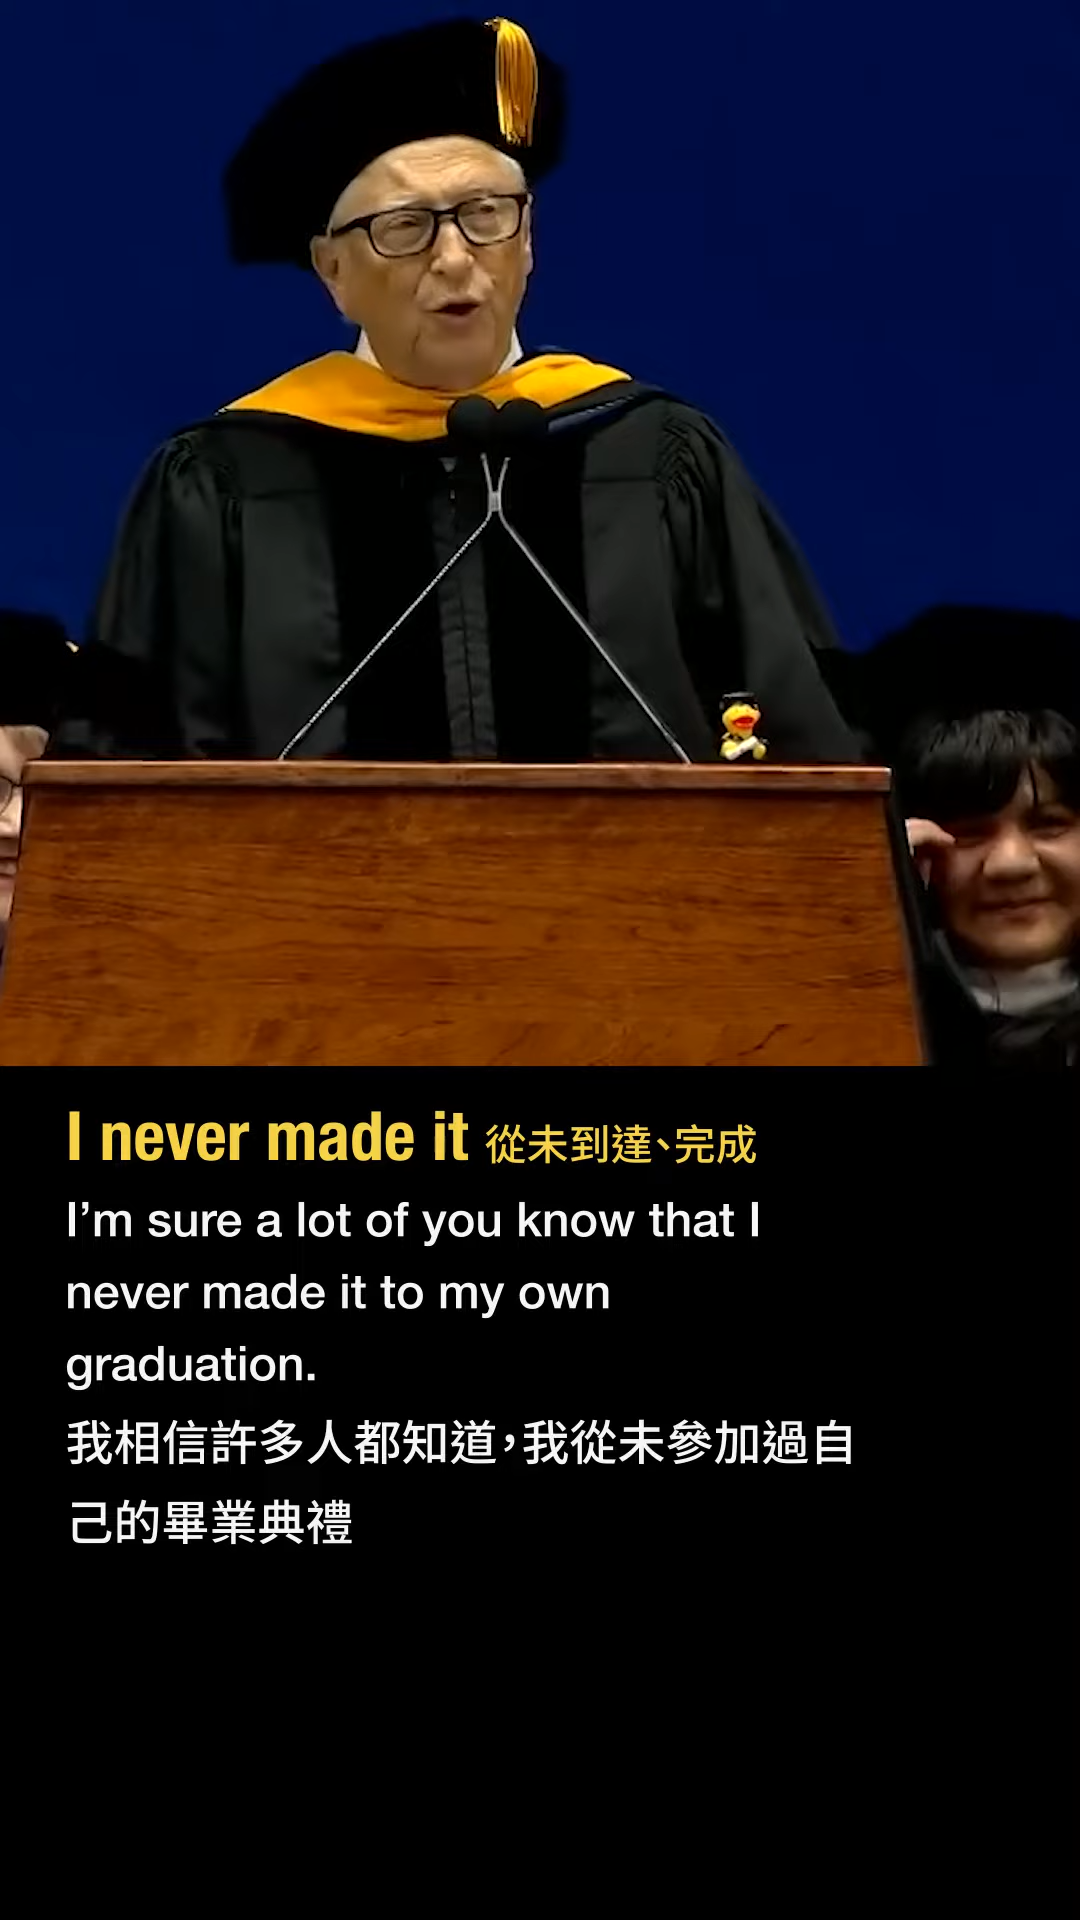 I never made it 從未到達、完成
I’m sure a lot of you know that I
never made it to my own
graduation.
我相信許多人都知道，我從未參加過自
己的畢業典禮